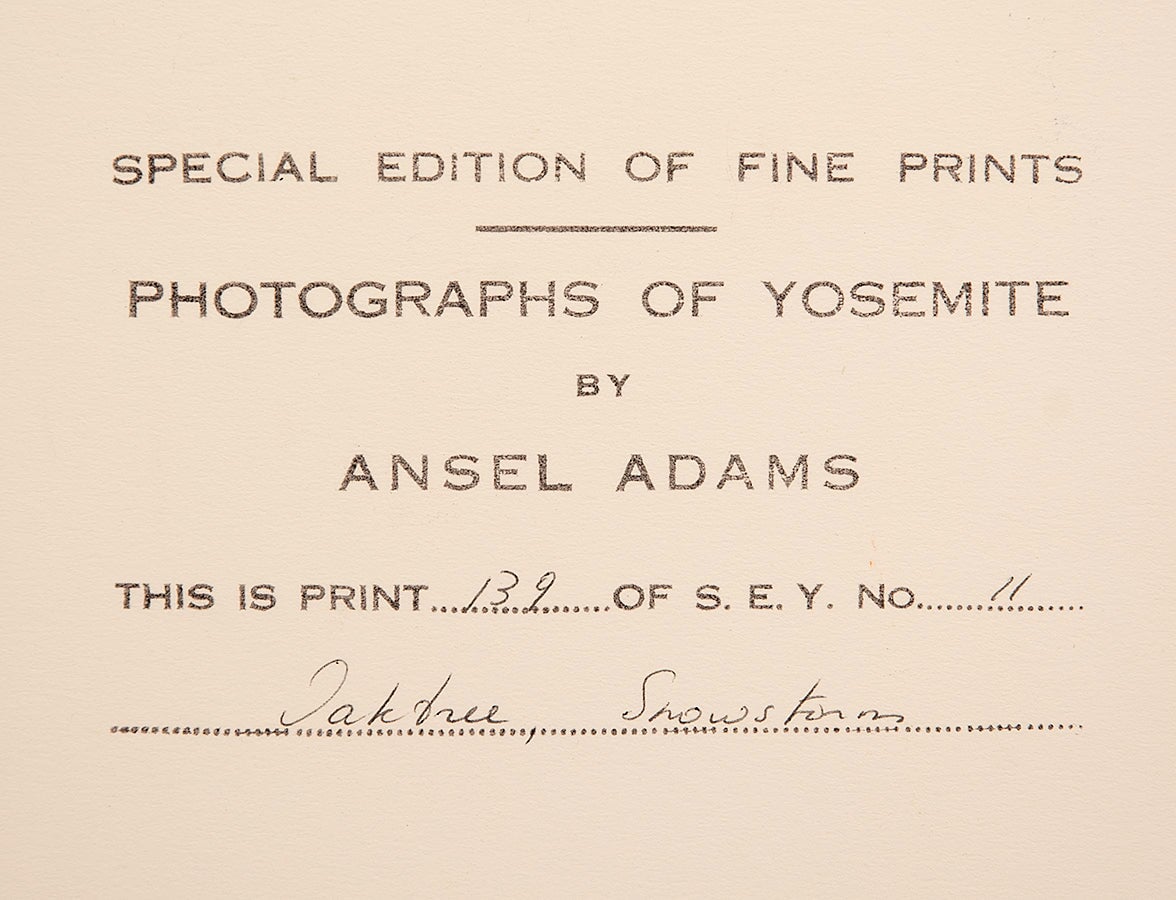 SPECIAL EDITION OF FINE PRINTS
PHOTOGRAPHS OF YOSEMITE
BY
ANSEL ADAMS
THIS IS PRINT......139......OF S. E. Y. No......11......
Oaktree, Snowstorm